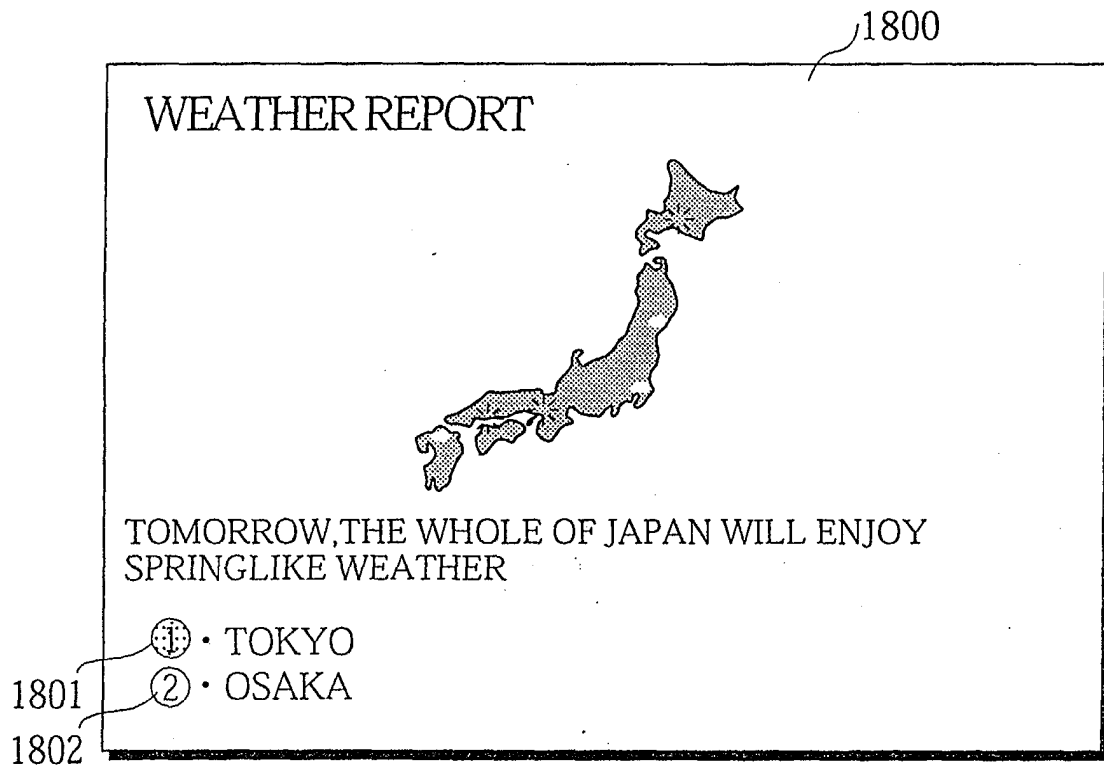 1800
WEATHER REPORT
TOMORROW,THE WHOLE OF JAPAN WILL ENJOY
SPRINGLIKE WEATHER
1 · TOKYO
2 · OSAKA
1801
1802